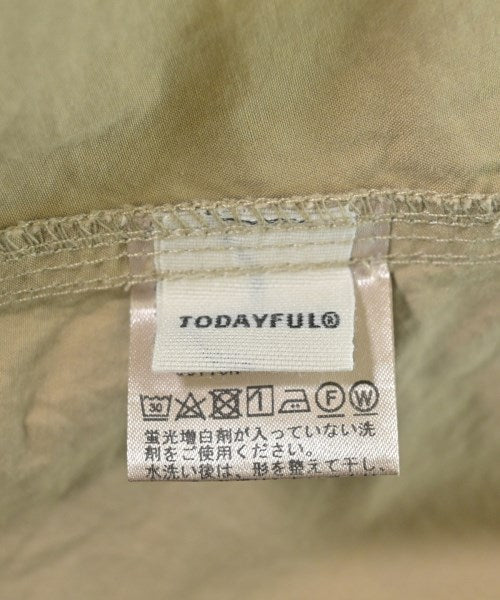 TODAYFUL®
30 F W
蛍光増白剤が入っていない洗
剤をご使用ください。
水洗い後は、形を整えて干し、